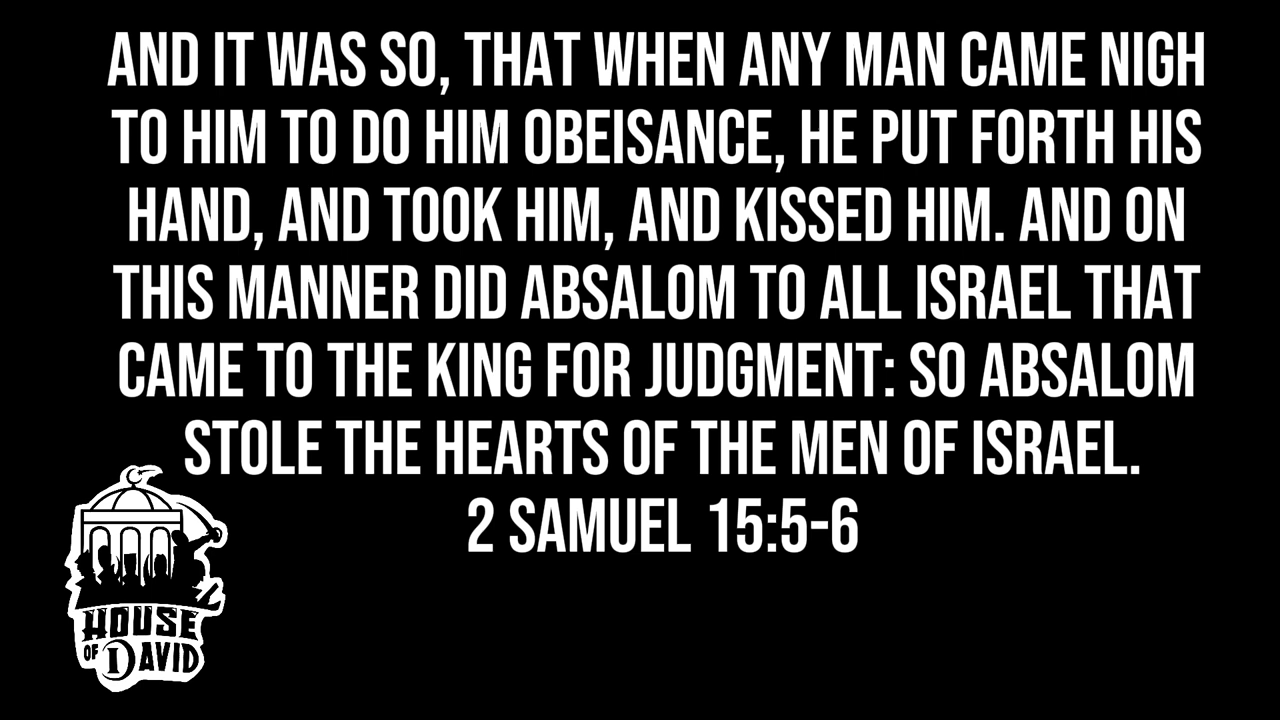 AND IT WAS SO, THAT WHEN ANY MAN CAME NIGH
TO HIM TO DO HIM OBEISANCE, HE PUT FORTH HIS
HAND, AND TOOK HIM, AND KISSED HIM. AND ON
THIS MANNER DID ABSALOM TO ALL ISRAEL THAT
CAME TO THE KING FOR JUDGMENT: SO ABSALOM
STOLE THE HEARTS OF THE MEN OF ISRAEL.
2 SAMUEL 15:5-6
HOUSE
OF DAVID